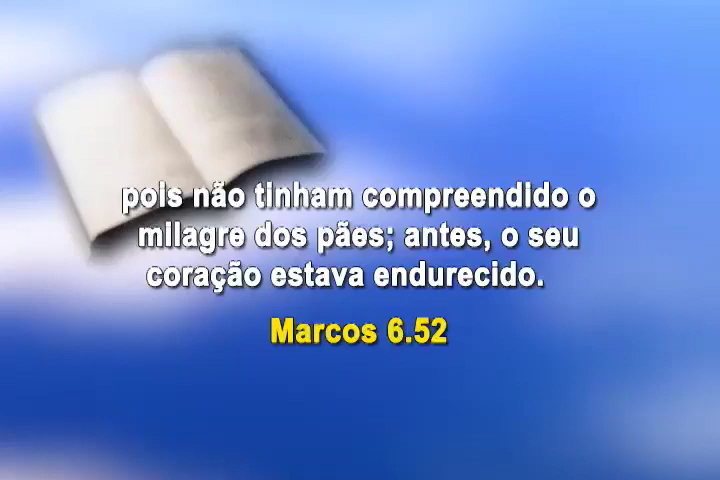 pois não tinham compreendido o
milagre dos pães; antes, o seu
coração estava endurecido.
Marcos 6.52